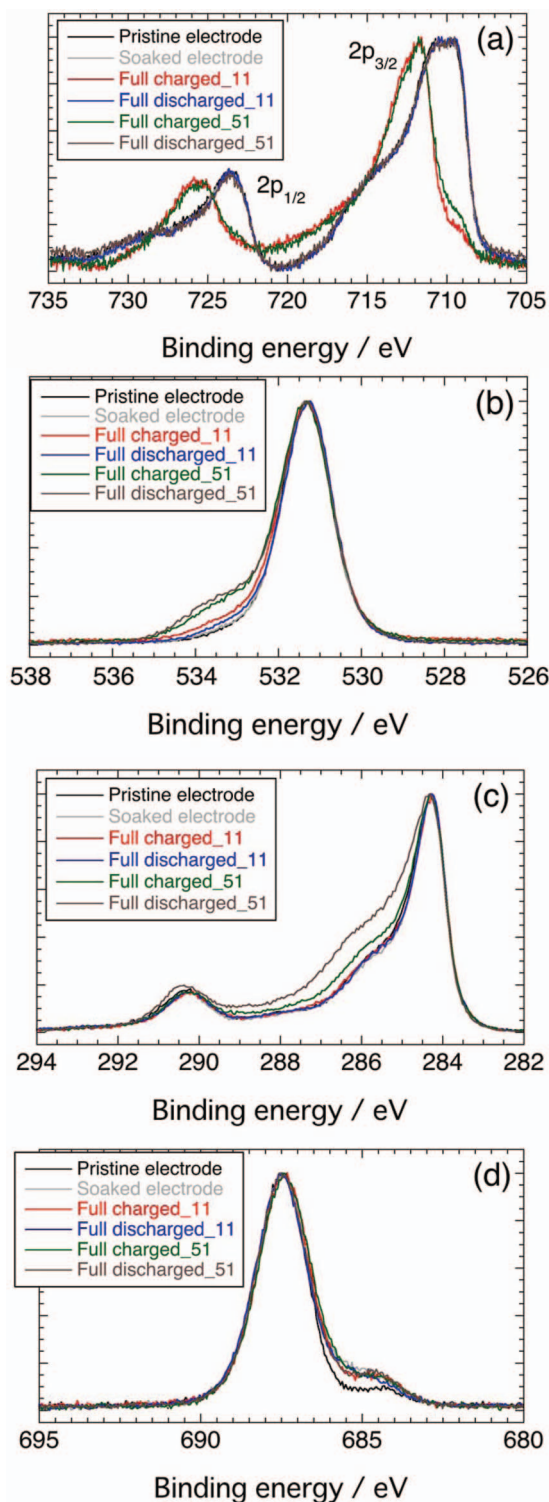 (a)
Pristine electrode
Soaked electrode
Full charged_11
Full discharged_11
Full charged_51
Full discharged_51
2p3/2
2p1/2
735 730 725 720 715 710 705
Binding energy / eV
(b)
Pristine electrode
Soaked electrode
Full charged_11
Full discharged_11
Full charged_51
Full discharged_51
538 536 534 532 530 528 526
Binding energy / eV
(c)
Pristine electrode
Soaked electrode
Full charged_11
Full discharged_11
Full charged_51
Full discharged_51
294 292 290 288 286 284 282
Binding energy / eV
(d)
Pristine electrode
Soaked electrode
Full charged_11
Full discharged_11
Full charged_51
Full discharged_51
695 690 685 680
Binding energy / eV